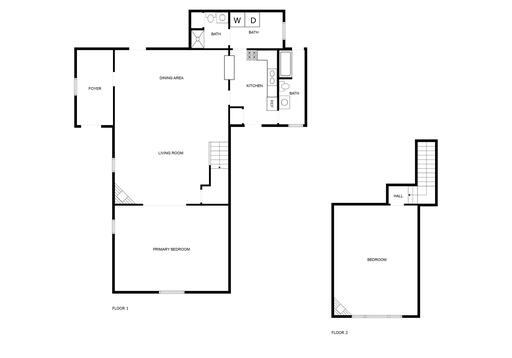 W D
BATH
BATH
DINING AREA
KITCHEN
FOYER
BATH
REF
LIVING ROOM
HALL
PRIMARY BEDROOM
BEDROOM
FLOOR 1
FLOOR 2